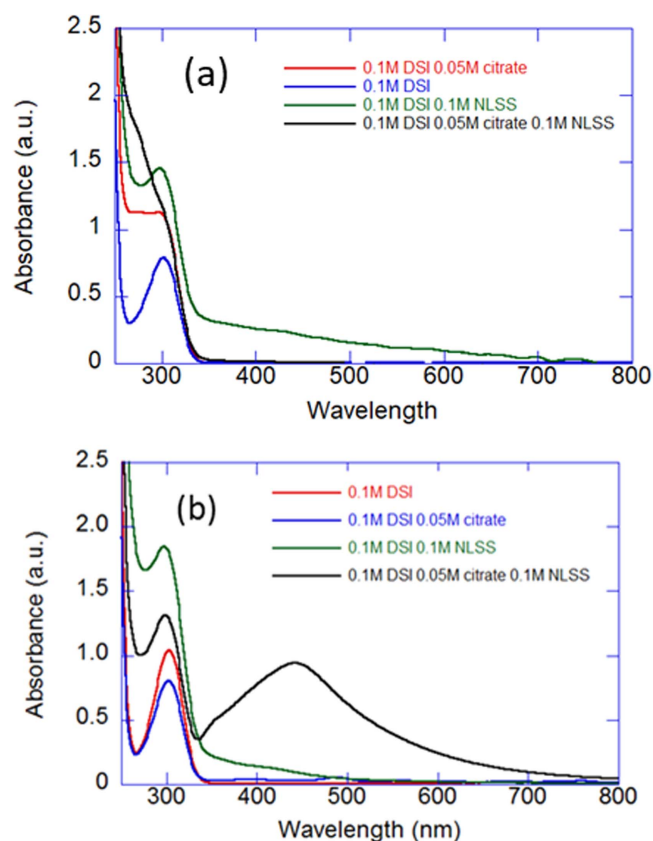 2.5
(a)
0.1M DSI 0.05M citrate
0.1M DSI
0.1M DSI 0.1M NLSS
0.1M DSI 0.05M citrate 0.1M NLSS
2
1.5
1
0.5
0
Absorbance (a.u.)
300 400 500 600 700 800
Wavelength
2.5
(b)
0.1M DSI
0.1M DSI 0.05M citrate
0.1M DSI 0.1M NLSS
0.1M DSI 0.05M citrate 0.1M NLSS
2.0
1.5
1.0
0.5
0
Absorbance (a.u.)
300 400 500 600 700 800
Wavelength (nm)